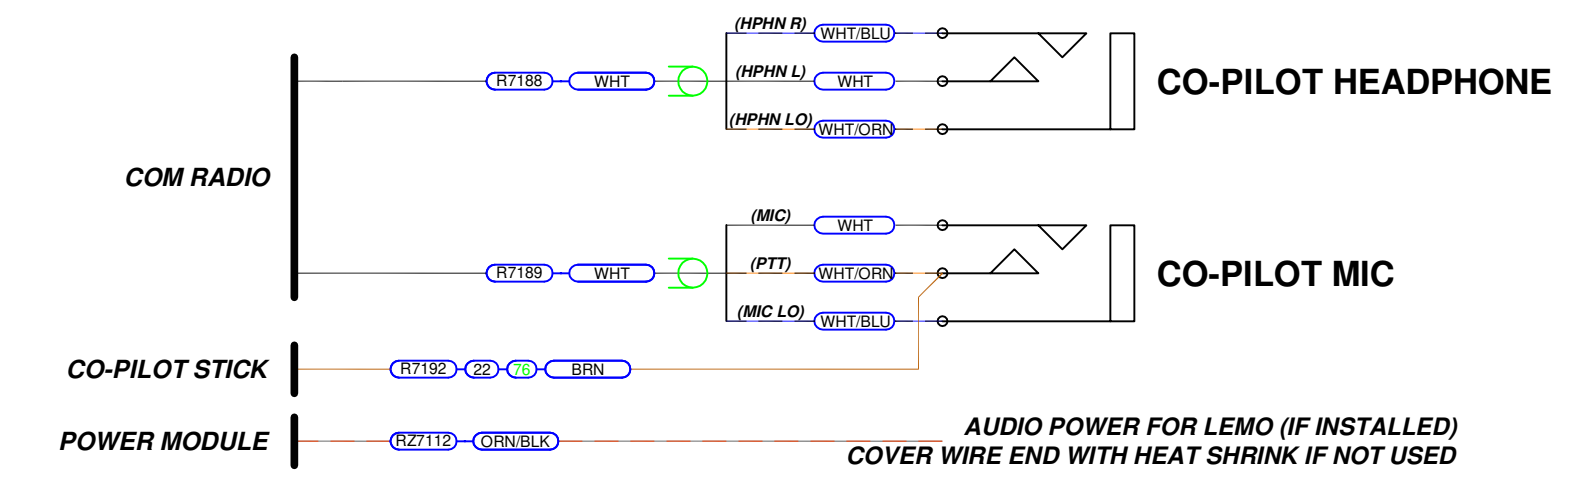 (HPHN R) WHT/BLU
R7188 WHT (HPHN L) WHT CO-PILOT HEADPHONE
(HPHN LO) WHT/ORN
COM RADIO
(MIC) WHT
R7189 WHT (PTT) WHT/ORN CO-PILOT MIC
(MIC LO) WHT/BLU
CO-PILOT STICK R7192 22 76 BRN
POWER MODULE RZ7112 ORN/BLK
AUDIO POWER FOR LEMO (IF INSTALLED)
COVER WIRE END WITH HEAT SHRINK IF NOT USED